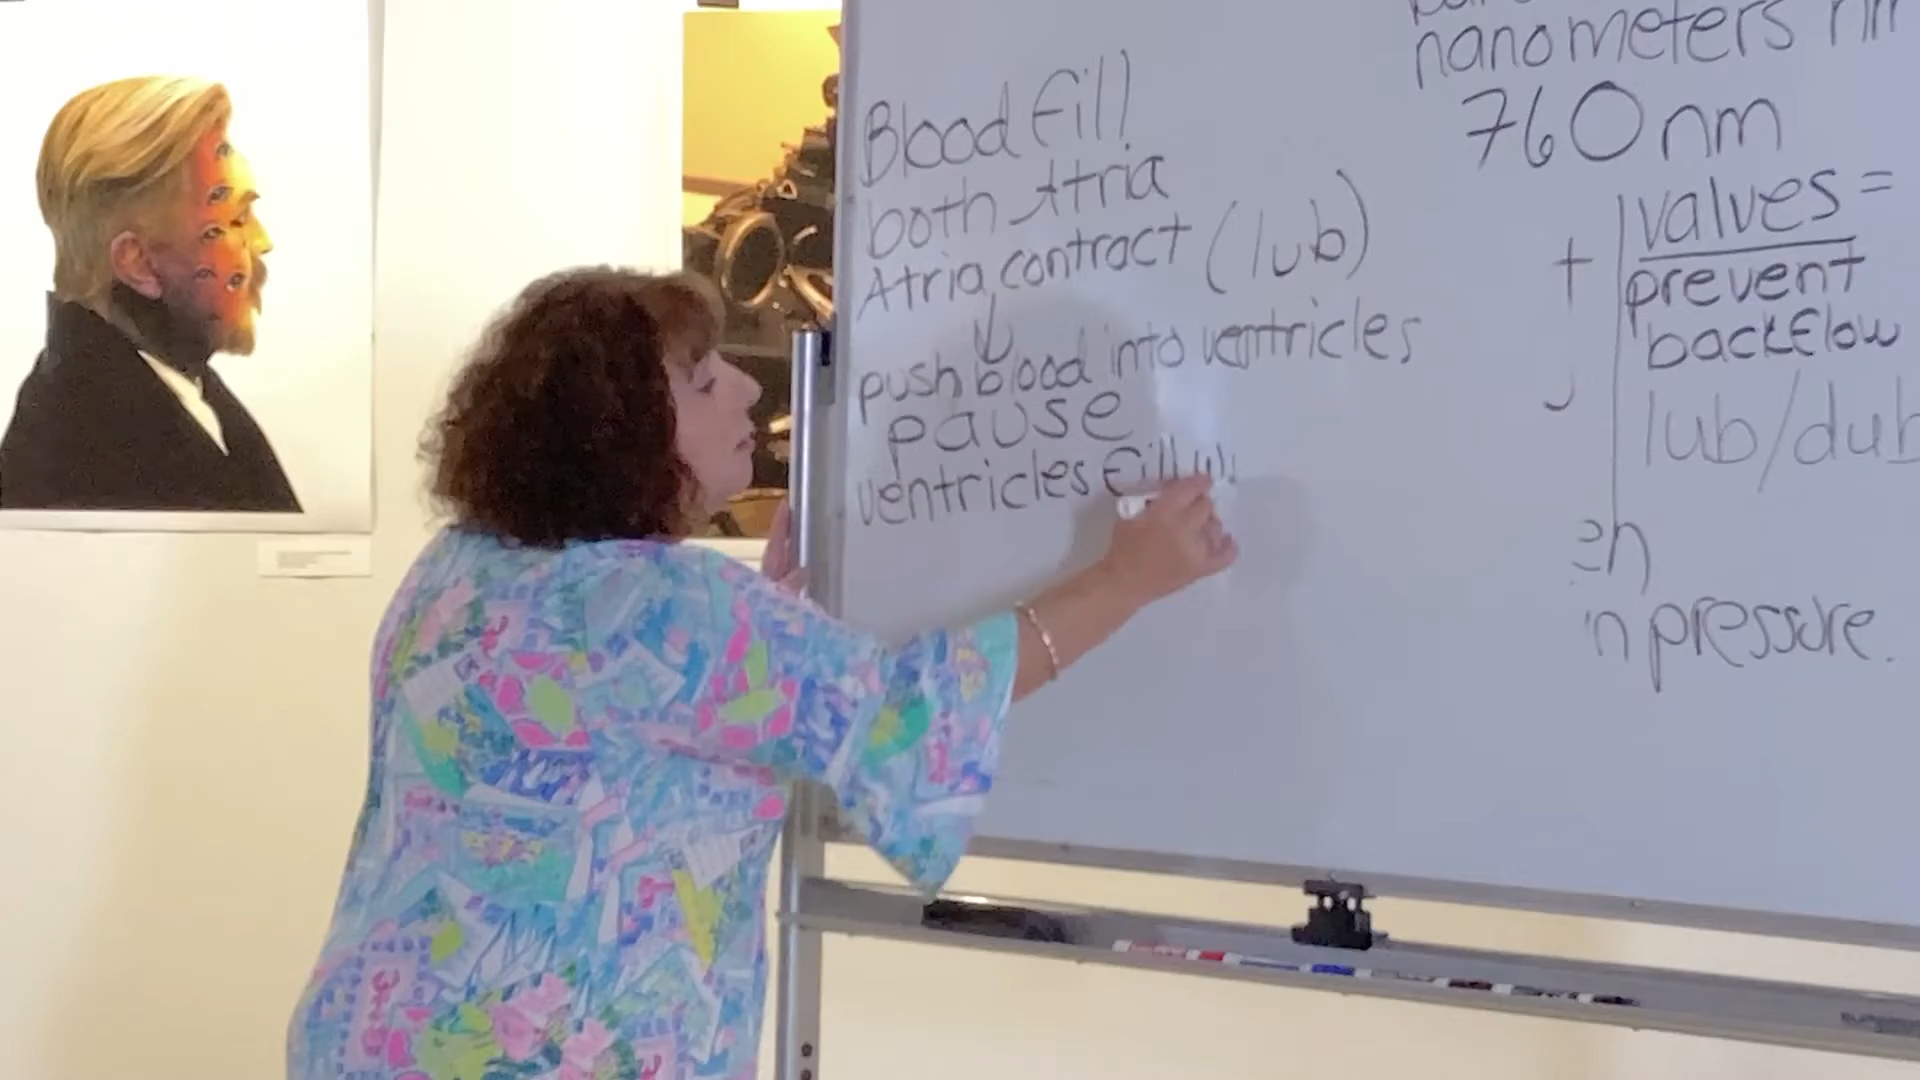 Blood fill
both Atria
Atria contract (lub)
push blood into ventricles
pause
ventricles fill
nanometers
760 nm
valves =
prevent
backflow
lub/dub
en
n pressure.